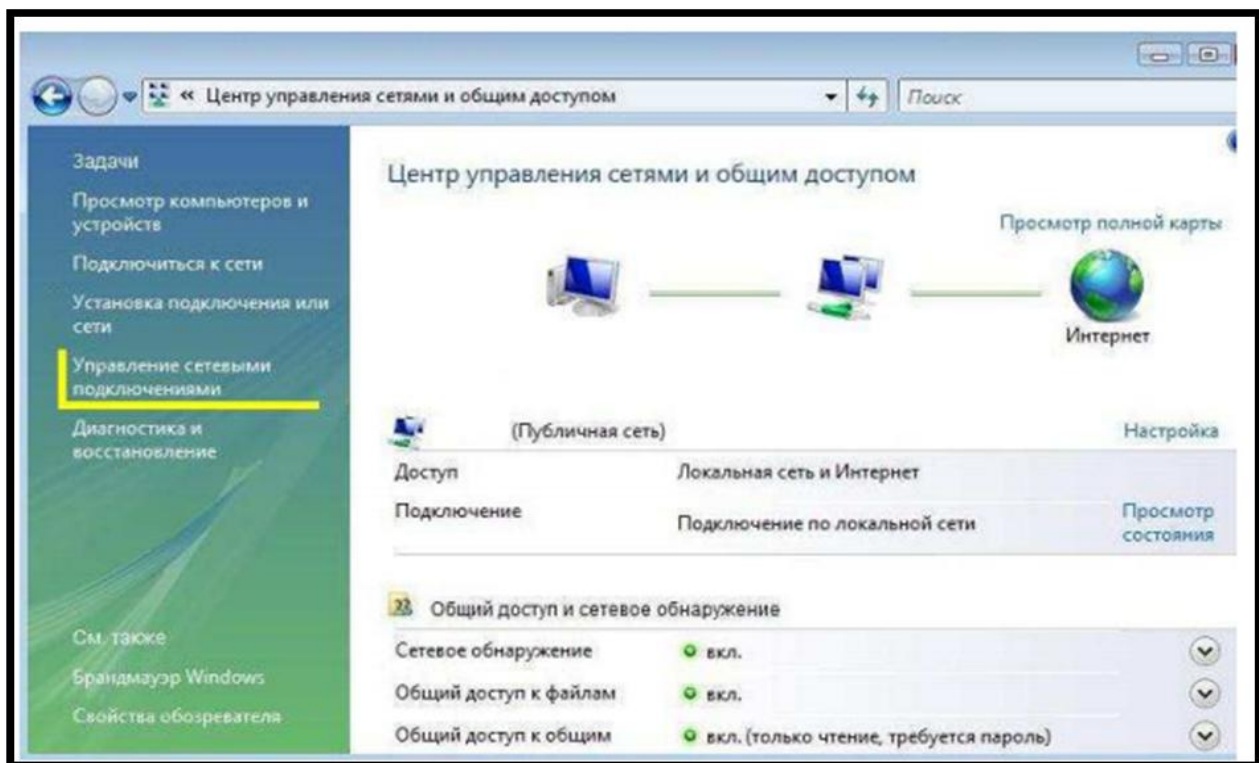 « Центр управления сетями и общим доступом
Поиск
Задачи
Просмотр компьютеров и
устройств
Подключиться к сети
Установка подключения или
сети
Управление сетевыми
подключениями
Диагностика и
восстановление
См. также
Брандмауэр Windows
Свойства обозревателя
Центр управления сетями и общим доступом
Просмотр полной карты
Интернет
(Публичная сеть)
Настройка
Доступ
Локальная сеть и Интернет
Подключение
Подключение по локальной сети
Просмотр
состояния
Общий доступ и сетевое обнаружение
Сетевое обнаружение
вкл.
Общий доступ к файлам
вкл.
Общий доступ к общим
вкл. (только чтение, требуется пароль)